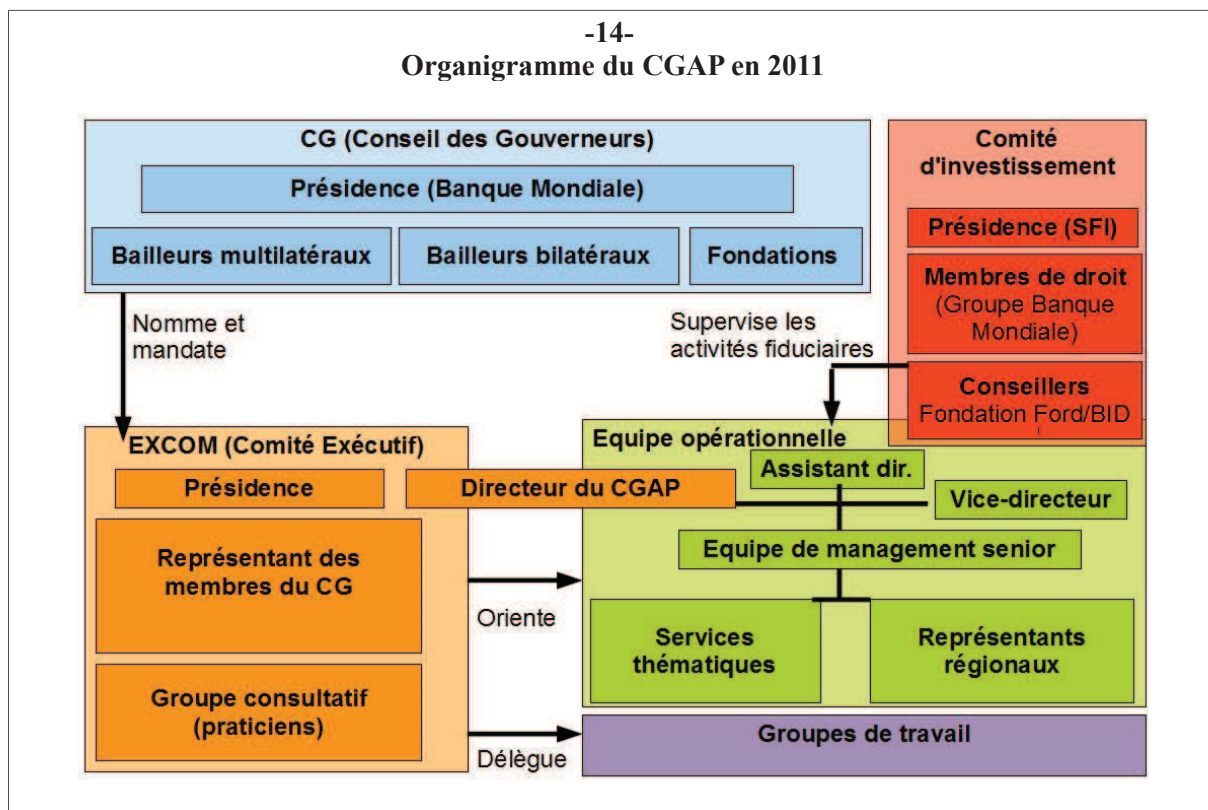 -14-
Organigramme du CGAP en 2011
CG (Conseil des Gouverneurs)
Présidence (Banque Mondiale)
Bailleurs multilatéraux
Bailleurs bilatéraux
Fondations
Comité
d'investissement
Présidence (SFI)
Membres de droit
(Groupe Banque
Mondiale)
Conseillers
Fondation Ford/BID
Nomme et
mandate
Supervise les
activités fiduciaires
EXCOM (Comité Exécutif)
Présidence
Directeur du CGAP
Représentant des
membres du CG
Groupe consultatif
(praticiens)
Oriente
Délègue
Equipe opérationnelle
Assistant dir.
Vice-directeur
Equipe de management senior
Services
thématiques
Représentants
régionaux
Groupes de travail